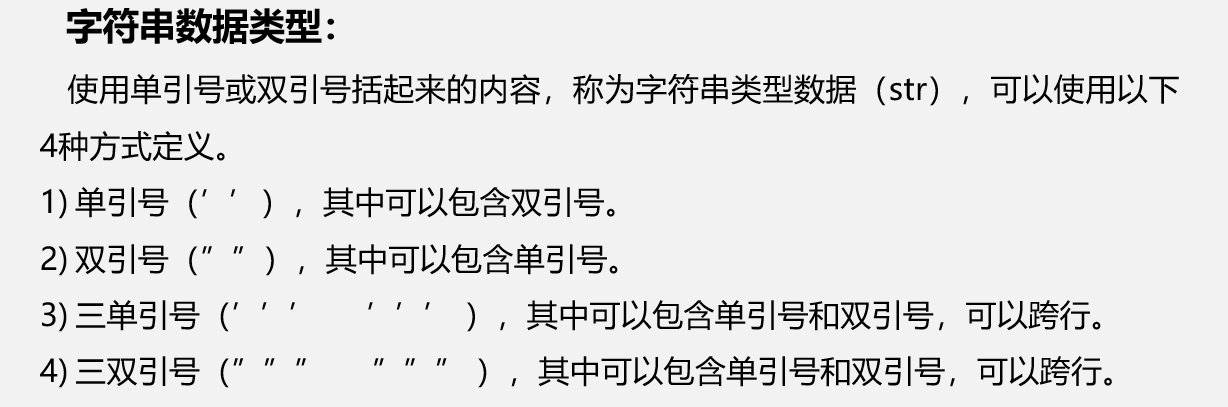 字符串数据类型：
使用单引号或双引号括起来的内容，称为字符串类型数据（str），可以使用以下
4种方式定义。
1) 单引号（′ ′ ），其中可以包含双引号。
2) 双引号（″ ″ ），其中可以包含单引号。
3) 三单引号（′ ′ ′ ′ ′ ′ ），其中可以包含单引号和双引号，可以跨行。
4) 三双引号（″ ″ ″ ″ ″ ″ ），其中可以包含单引号和双引号，可以跨行。